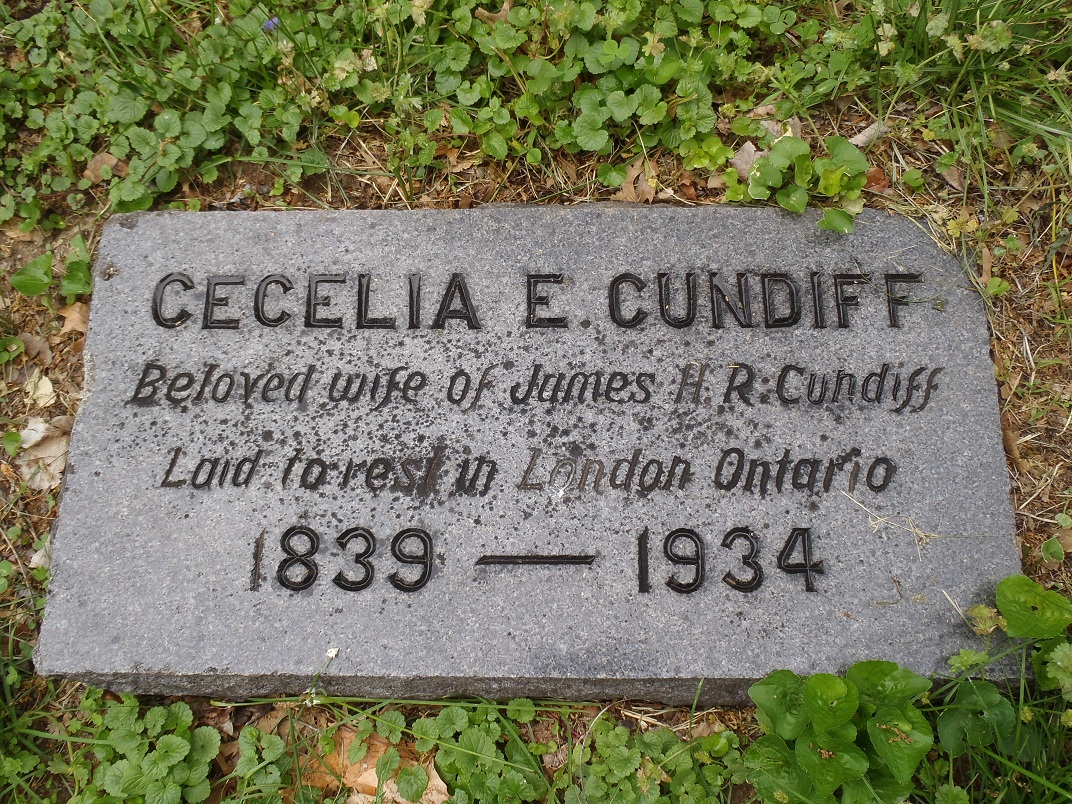 CECELIA E. CUNDIFF
Beloved wife of James H. R. Cundiff
Laid to rest in London Ontario
1839 — 1934